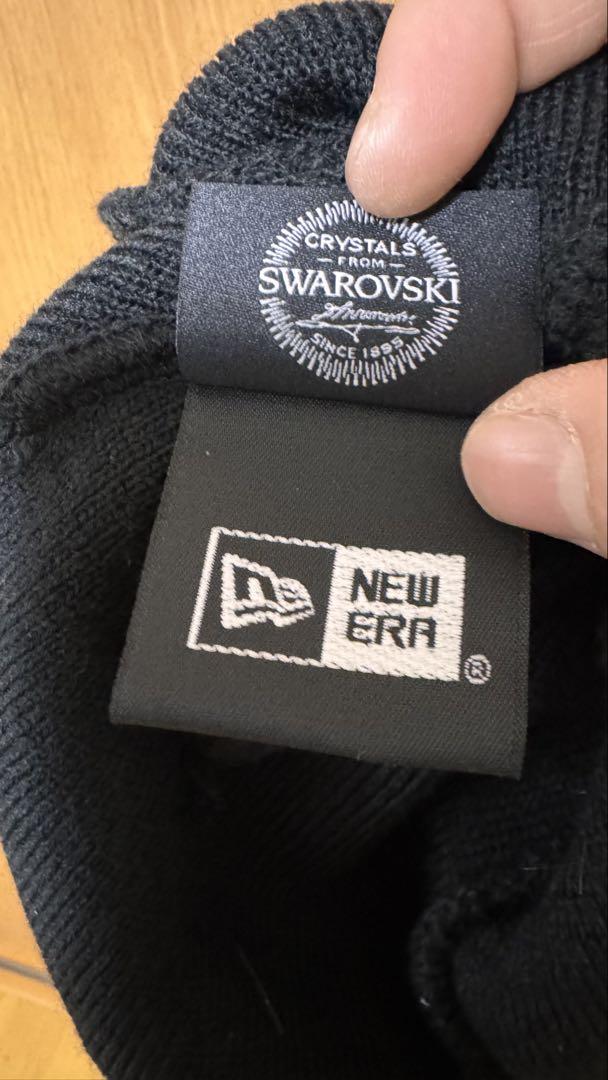 CRYSTALS
FROM
SWAROVSKI
SINCE 1895
NEW
ERA
®